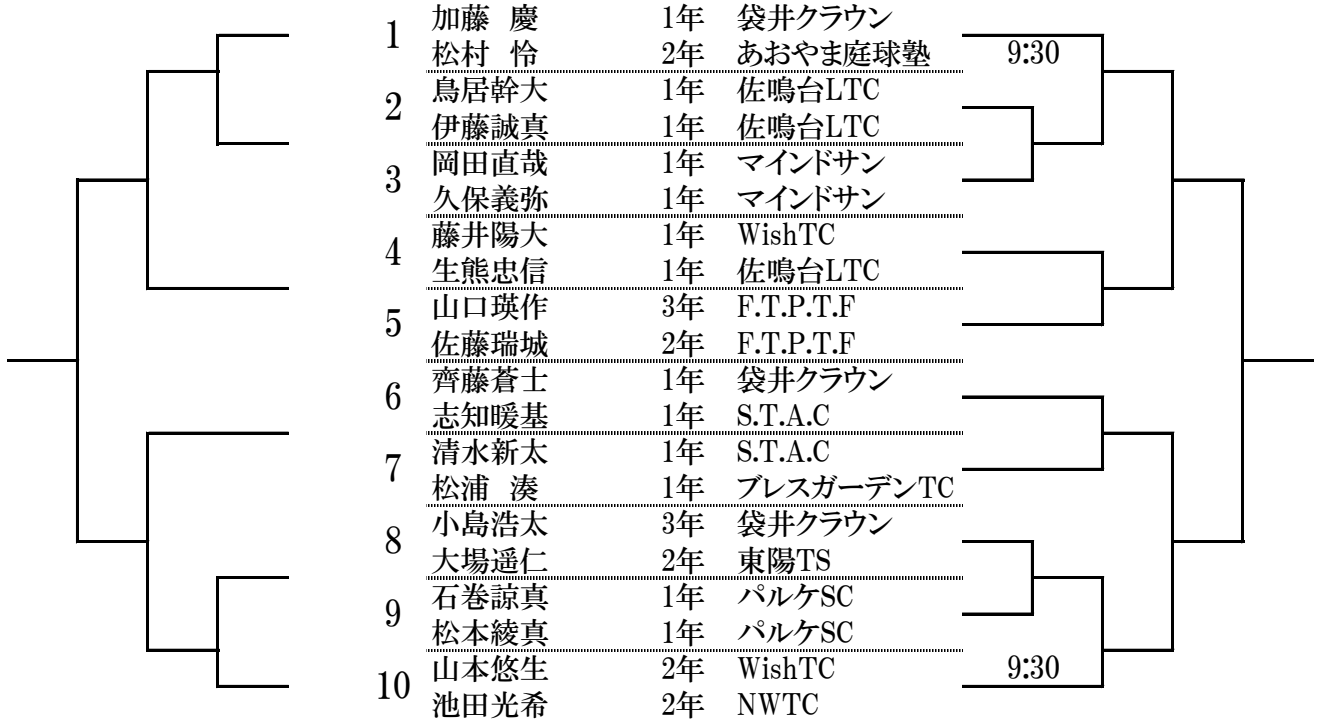 1 加藤 慶 1年 袋井クラウン
松村 怜 2年 あおやま庭球塾 9:30
2 鳥居幹大 1年 佐鳴台LTC
伊藤誠真 1年 佐鳴台LTC
3 岡田直哉 1年 マインドサン
久保義弥 1年 マインドサン
4 藤井陽大 1年 WishTC
生熊忠信 1年 佐鳴台LTC
5 山口瑛作 3年 F.T.P.T.F
佐藤瑞城 2年 F.T.P.T.F
6 齊藤蒼士 1年 袋井クラウン
志知暖基 1年 S.T.A.C
7 清水新太 1年 S.T.A.C
松浦 湊 1年 ブレスガーデンTC
8 小島浩太 3年 袋井クラウン
大場遥仁 2年 東陽TS
9 石巻諒真 1年 パルケSC
松本綾真 1年 パルケSC
10 山本悠生 2年 WishTC 9:30
池田光希 2年 NWTC